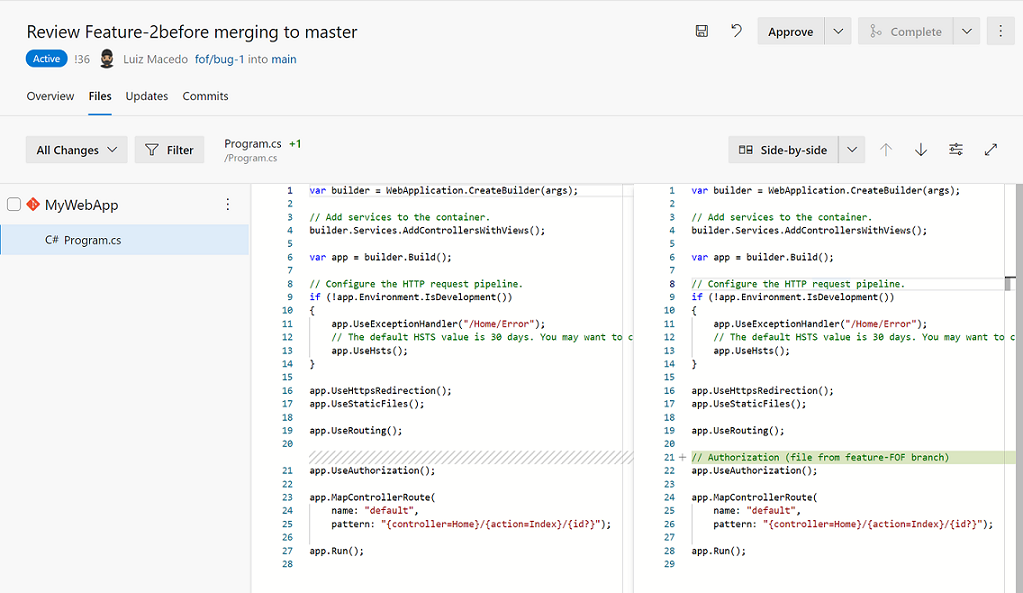 Review Feature-2before merging to master
Approve
Complete
Active !36 Luiz Macedo fof/bug-1 into main
Overview Files Updates Commits
All Changes Filter Program.cs +1
/Program.cs
Side-by-side
MyWebApp
C# Program.cs
1 var builder = WebApplication.CreateBuilder(args);
2
3 // Add services to the container.
4 builder.Services.AddControllersWithViews();
5
6 var app = builder.Build();
7
8 // Configure the HTTP request pipeline.
9 if (!app.Environment.IsDevelopment())
10 {
11 app.UseExceptionHandler("/Home/Error");
12 // The default HSTS value is 30 days. You may want to c
13 app.UseHsts();
14 }
15
16 app.UseHttpsRedirection();
17 app.UseStaticFiles();
18
19 app.UseRouting();
20
21 app.UseAuthorization();
22
23 app.MapControllerRoute(
24 name: "default",
25 pattern: "{controller=Home}/{action=Index}/{id?}");
26
27 app.Run();
28
1 var builder = WebApplication.CreateBuilder(args);
2
3 // Add services to the container.
4 builder.Services.AddControllersWithViews();
5
6 var app = builder.Build();
7
8 // Configure the HTTP request pipeline.
9 if (!app.Environment.IsDevelopment())
10 {
11 app.UseExceptionHandler("/Home/Error");
12 // The default HSTS value is 30 days. You may want to c
13 app.UseHsts();
14 }
15
16 app.UseHttpsRedirection();
17 app.UseStaticFiles();
18
19 app.UseRouting();
20
21 + // Authorization (file from feature-FOF branch)
22 app.UseAuthorization();
23
24 app.MapControllerRoute(
25 name: "default",
26 pattern: "{controller=Home}/{action=Index}/{id?}");
27
28 app.Run();
29